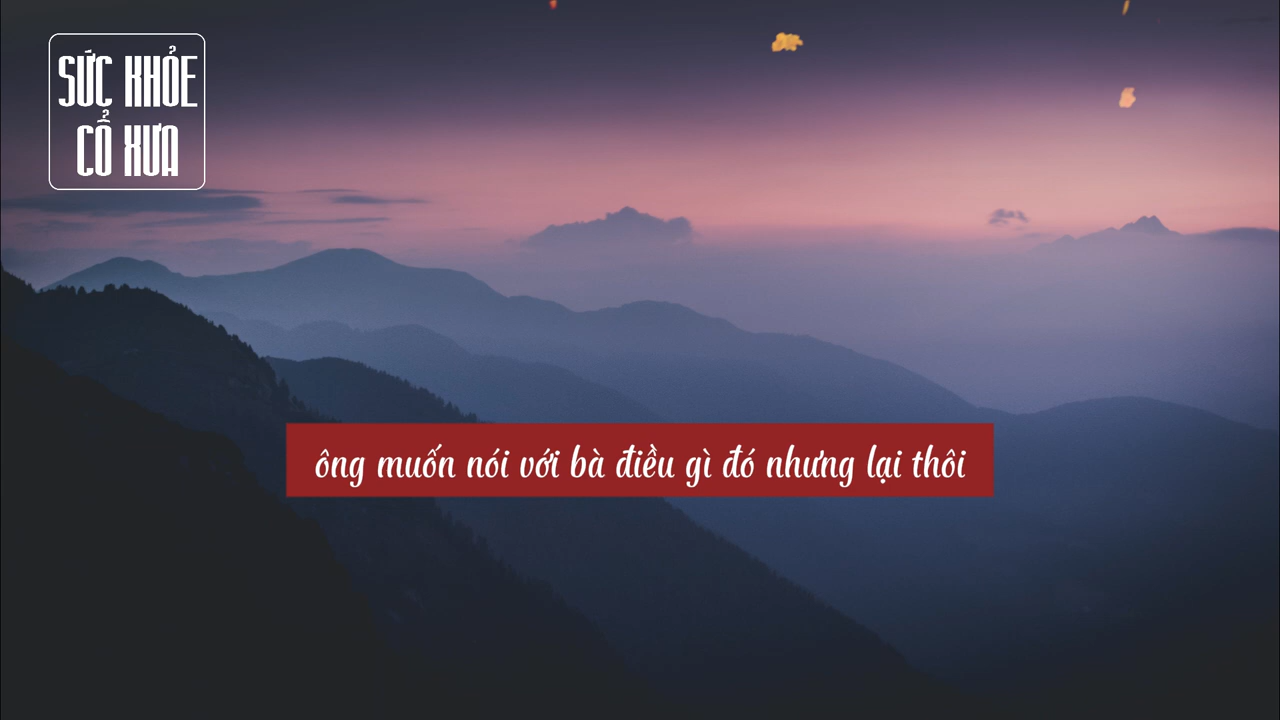 SỨC KHỎE
CỔ XƯA
ông muốn nói với bà điều gì đó nhưng lại thôi